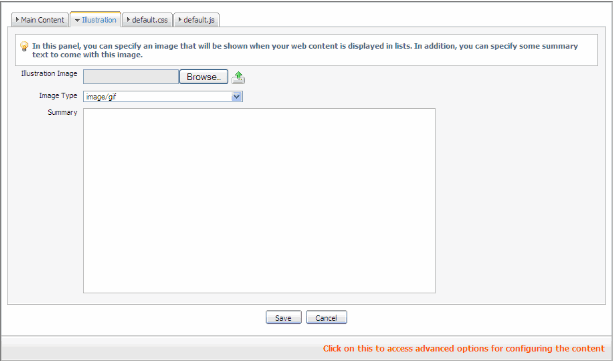 Main Content Illustration default.css default.js
In this panel, you can specify an image that will be shown when your web content is displayed in lists. In addition, you can specify some summary
text to come with this image.
Illustration Image Browse..
Image Type image/gif
Summary
Save Cancel
Click on this to access advanced options for configuring the content